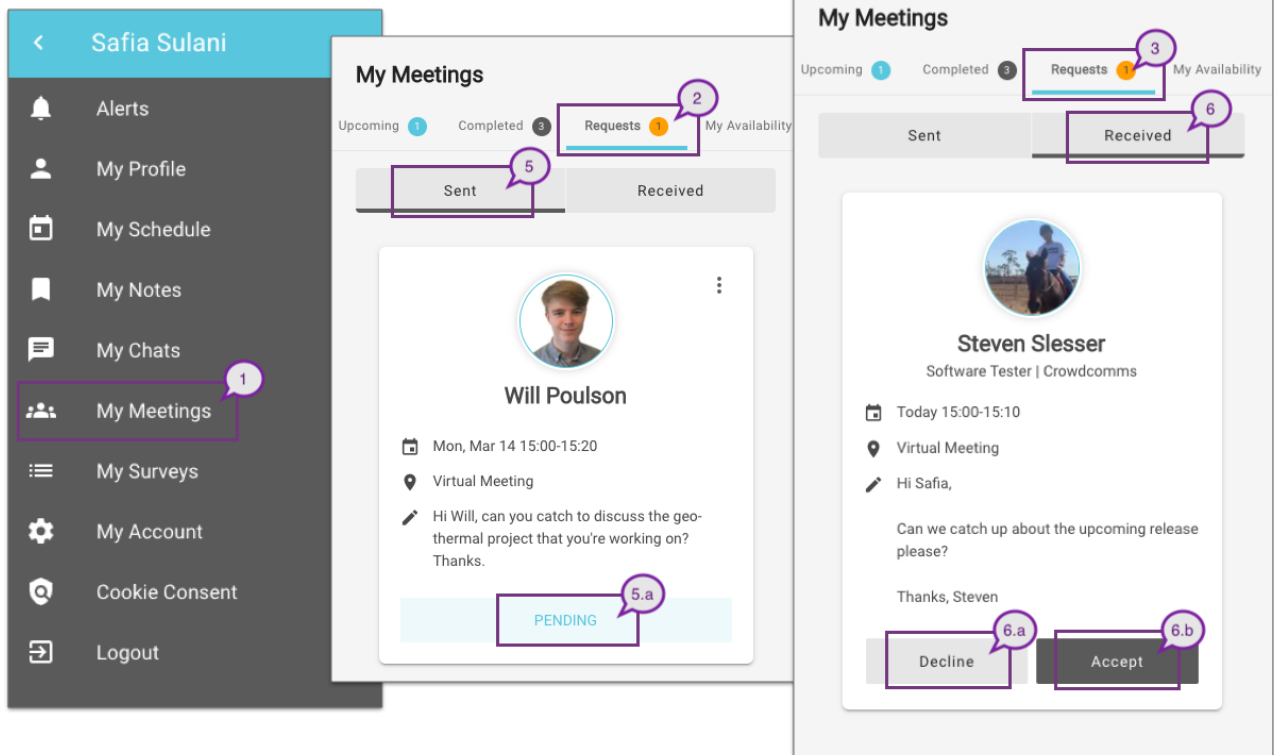 Safia Sulani
Alerts
My Profile
My Schedule
My Notes
My Chats
1
My Meetings
My Surveys
My Account
Cookie Consent
Logout
My Meetings
2
Upcoming 1 Completed 3 Requests 1 My Availability
5
Sent Received
Will Poulson
Mon, Mar 14 15:00-15:20
Virtual Meeting
Hi Will, can you catch to discuss the geo-
thermal project that you're working on?
Thanks.
5.a
PENDING
My Meetings
3
Upcoming 1 Completed 3 Requests 1 My Availability
6
Sent Received
Steven Slesser
Software Tester | Crowdcomms
Today 15:00-15:10
Virtual Meeting
Hi Safia,
Can we catch up about the upcoming release
please?
Thanks, Steven
6.a 6.b
Decline Accept